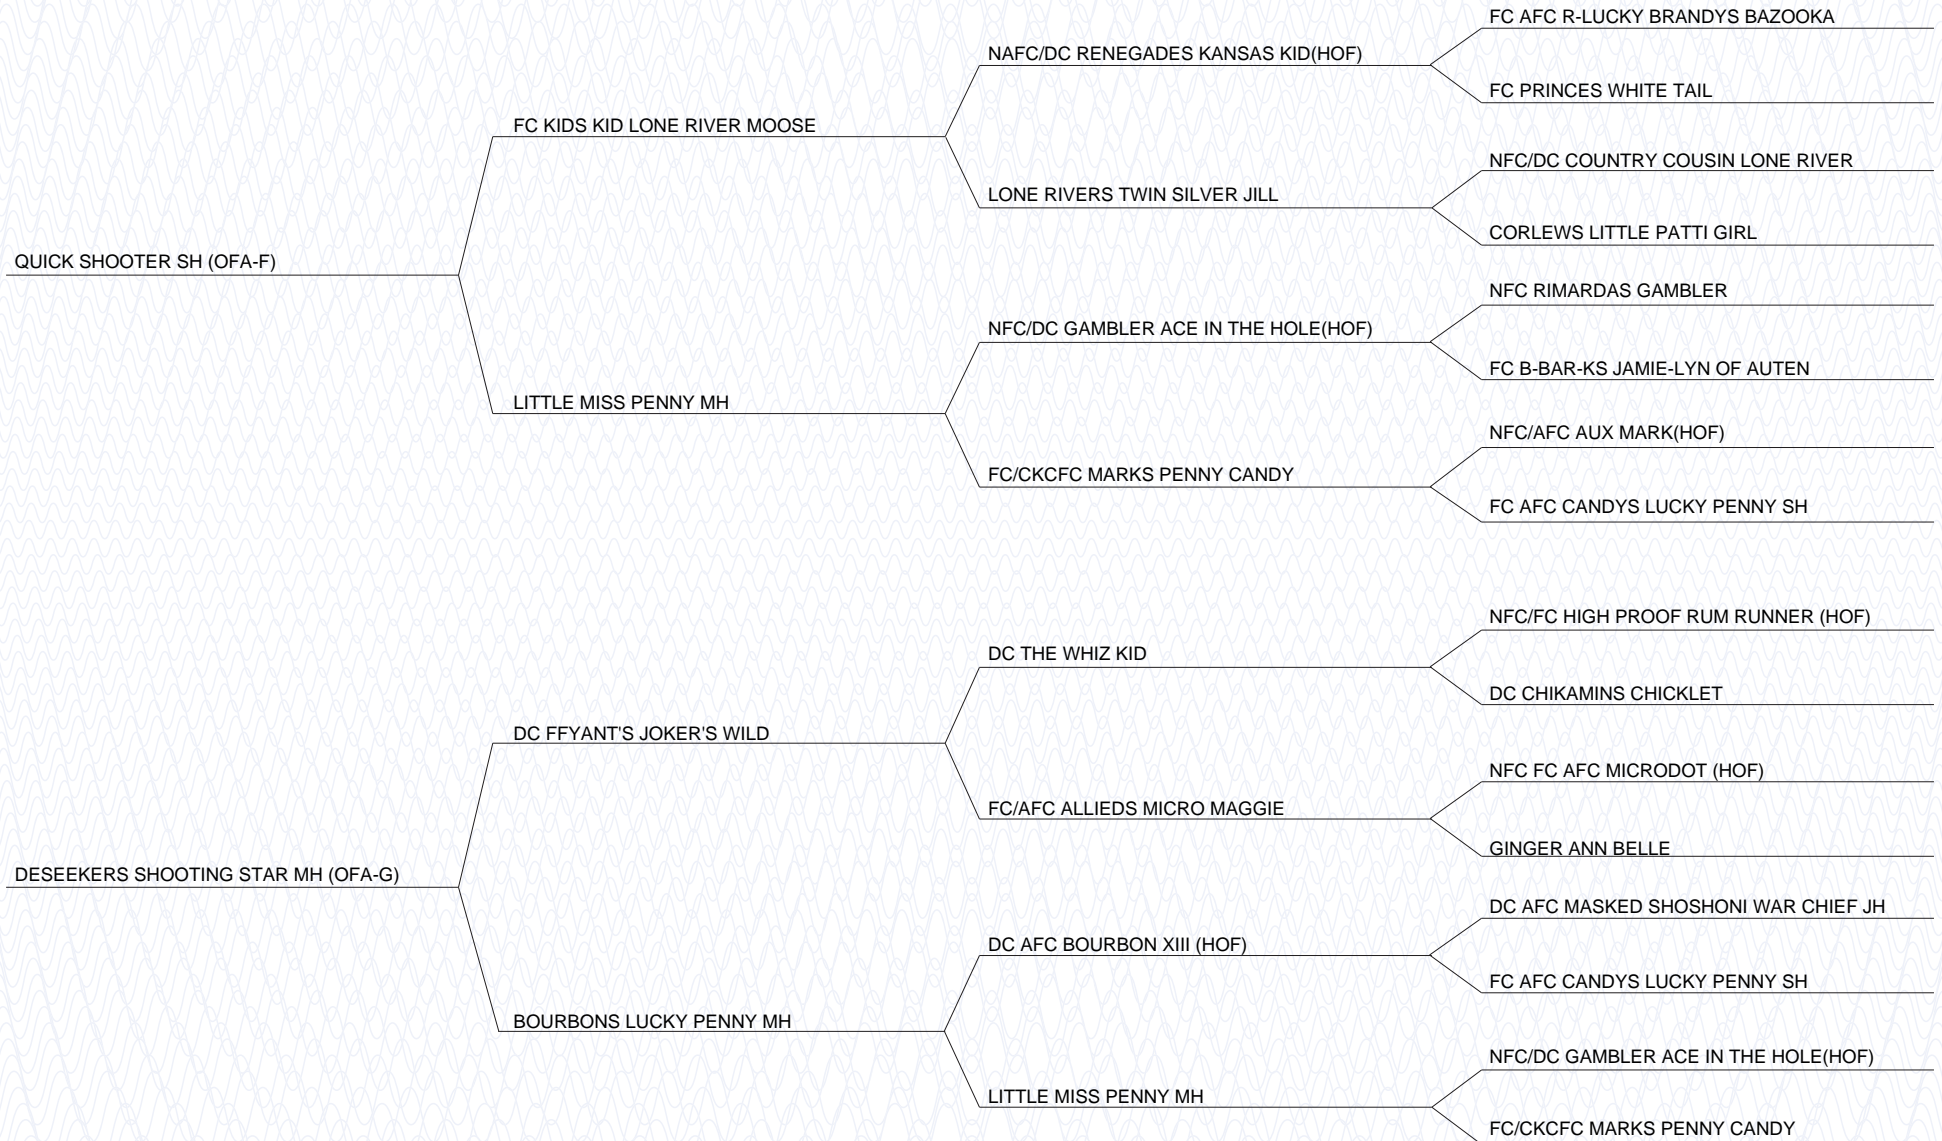 FC AFC R-LUCKY BRANDYS BAZOOKA
NAFC/DC RENEGADES KANSAS KID(HOF)
FC PRINCES WHITE TAIL
FC KIDS KID LONE RIVER MOOSE
NFC/DC COUNTRY COUSIN LONE RIVER
LONE RIVERS TWIN SILVER JILL
CORLEWS LITTLE PATTI GIRL
QUICK SHOOTER SH (OFA-F)
NFC RIMARDAS GAMBLER
NFC/DC GAMBLER ACE IN THE HOLE(HOF)
FC B-BAR-KS JAMIE-LYN OF AUTEN
LITTLE MISS PENNY MH
NFC/AFC AUX MARK(HOF)
FC/CKCFC MARKS PENNY CANDY
FC AFC CANDYS LUCKY PENNY SH
NFC/FC HIGH PROOF RUM RUNNER (HOF)
DC THE WHIZ KID
DC CHIKAMINS CHICKLET
DC FFYANT'S JOKER'S WILD
NFC FC AFC MICRODOT (HOF)
FC/AFC ALLIEDS MICRO MAGGIE
GINGER ANN BELLE
DESEEKERS SHOOTING STAR MH (OFA-G)
DC AFC MASKED SHOSHONI WAR CHIEF JH
DC AFC BOURBON XIII (HOF)
FC AFC CANDYS LUCKY PENNY SH
BOURBONS LUCKY PENNY MH
NFC/DC GAMBLER ACE IN THE HOLE(HOF)
LITTLE MISS PENNY MH
FC/CKCFC MARKS PENNY CANDY